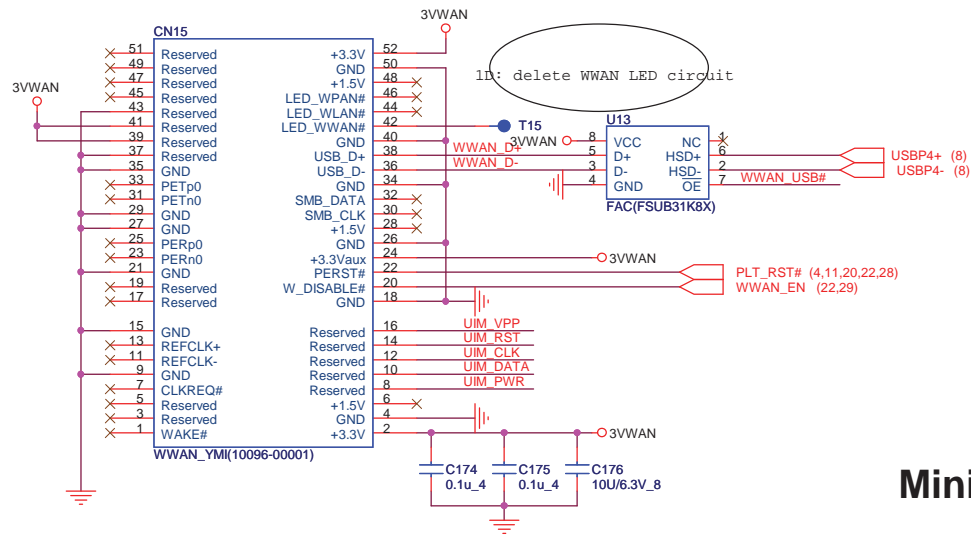 3VWAN
CN15
51 Reserved +3.3V 52
49 Reserved GND 50
47 Reserved +1.5V 48
45 Reserved LED_WPAN# 46
43 Reserved LED_WLAN# 44
41 Reserved LED_WWAN# 42 T15
39 Reserved GND 40
37 Reserved USB_D+ 38 WWAN_D+
35 GND USB_D- 36 WWAN_D-
33 PETp0 GND 34
31 PETn0 SMB_DATA 32
29 GND SMB_CLK 30
27 GND +1.5V 28
25 PERp0 GND 26
23 PERn0 +3.3Vaux 24 3VWAN
21 GND PERST# 22 PLT_RST# (4,11,20,22,28)
19 Reserved W_DISABLE# 20 WWAN_EN (22,29)
17 Reserved GND 18
15 GND Reserved 16 UIM_VPP
13 REFCLK+ Reserved 14 UIM_RST
11 REFCLK- Reserved 12 UIM_CLK
9 GND Reserved 10 UIM_DATA
7 CLKREQ# Reserved 8 UIM_PWR
5 Reserved +1.5V 6
3 Reserved GND 4
1 WAKE# +3.3V 2 3VWAN
WWAN_YMI(10096-00001)
3VWAN
1D: delete WWAN LED circuit
U13
3VWAN 8 VCC NC 1
5 D+ HSD+ 6 USBP4+ (8)
3 D- HSD- 2 USBP4- (8)
4 GND OE 7 WWAN_USB#
FAC(FSUB31K8X)
C174
0.1u_4
C175
0.1u_4
C176
10U/6.3V_8
Mini